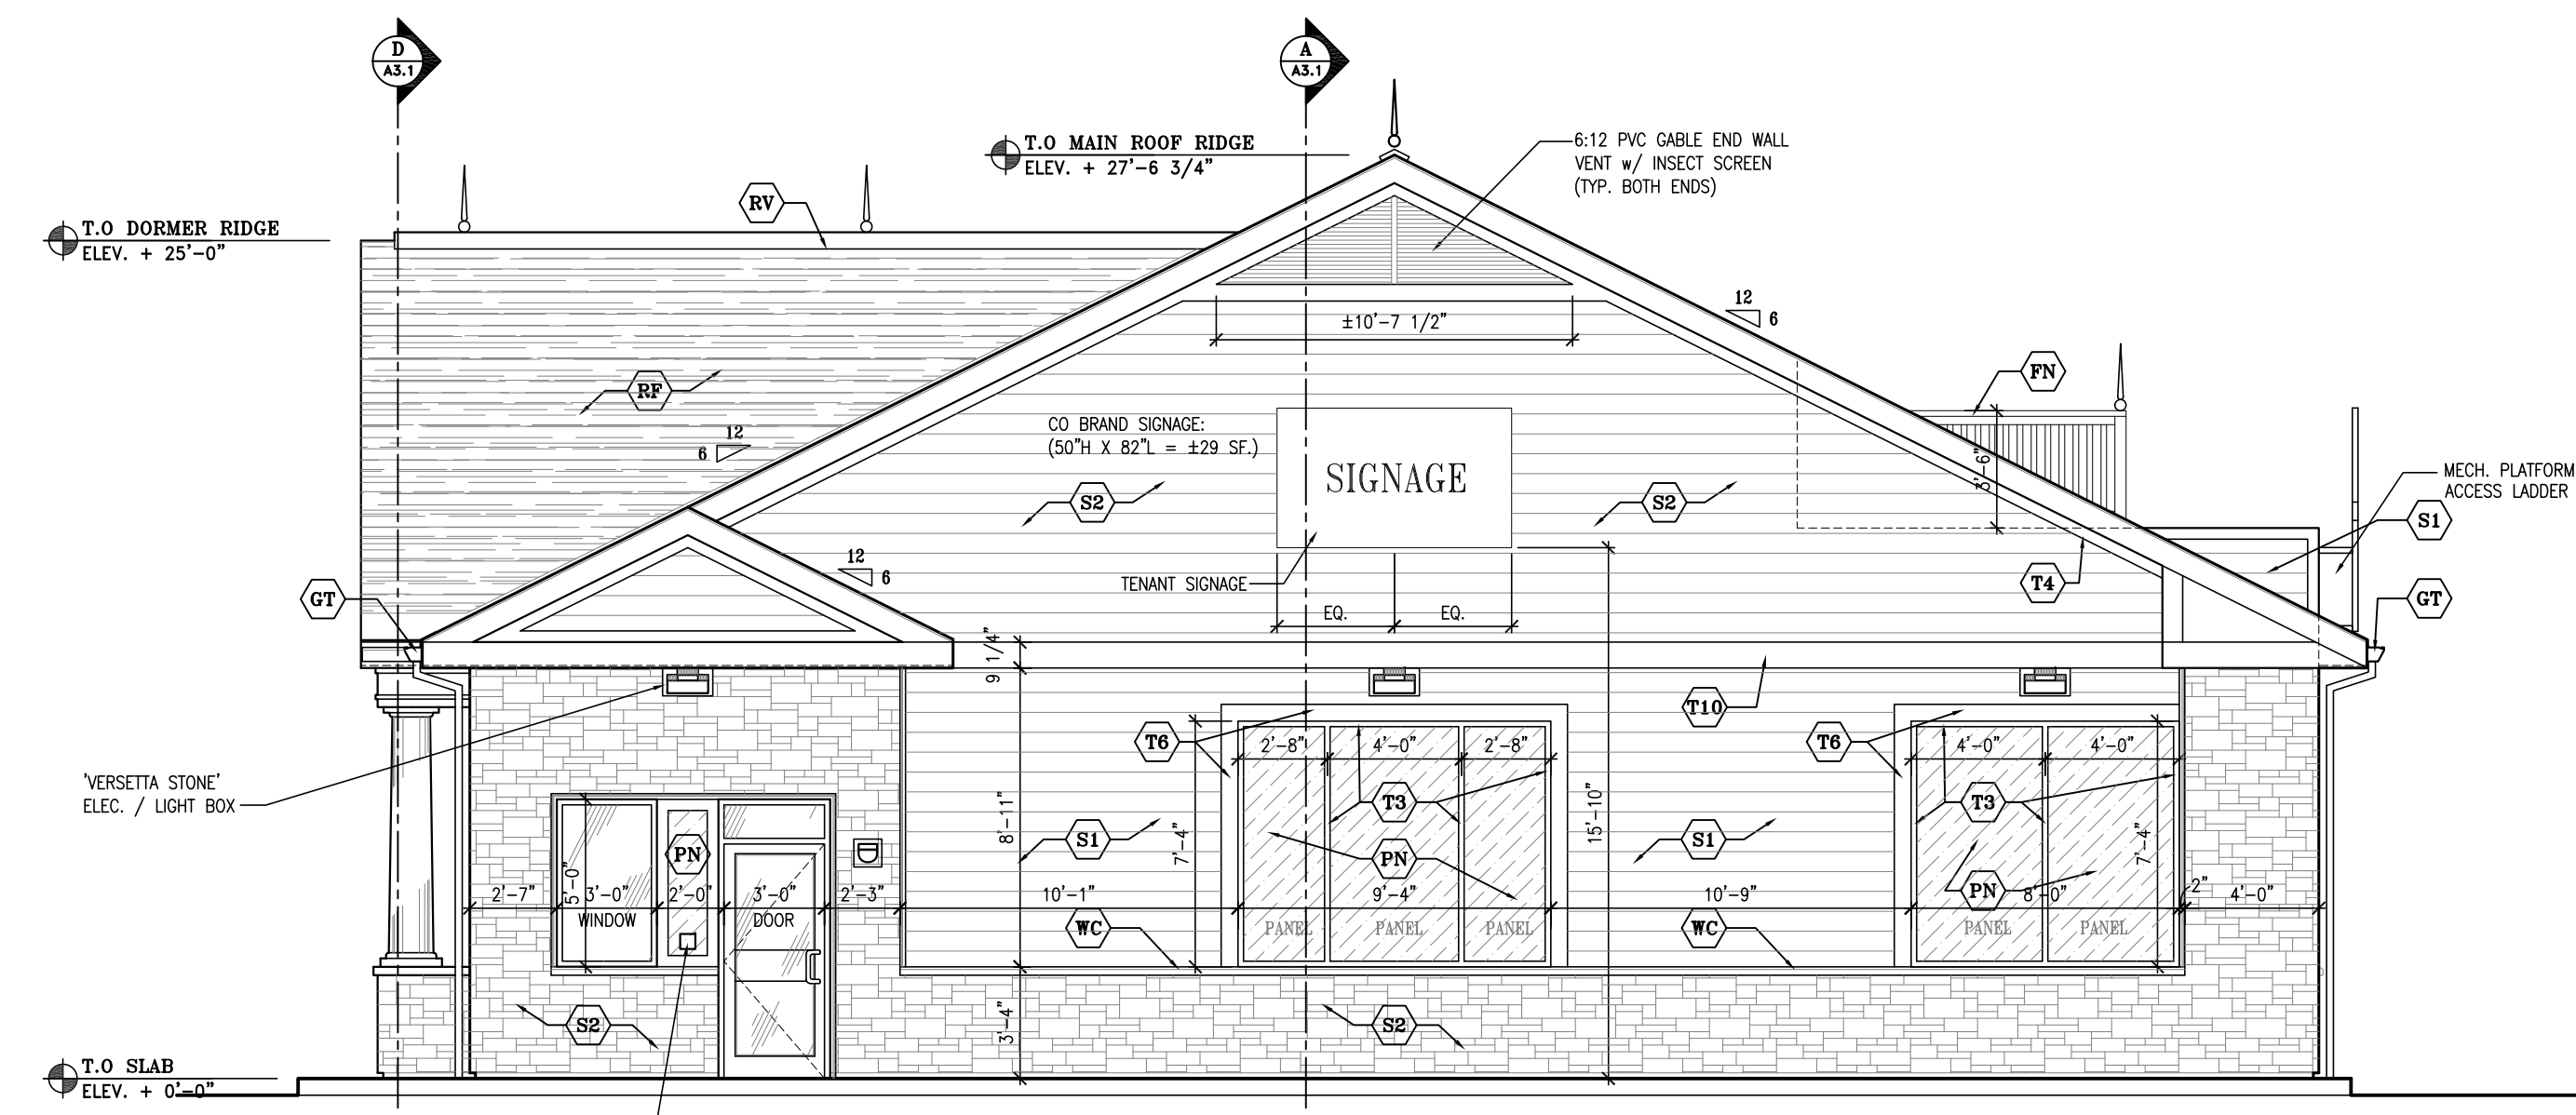 D
A3.1
A
A3.1
T.O MAIN ROOF RIDGE
ELEV. + 27'-6 3/4"
6:12 PVC GABLE END WALL
VENT w/ INSECT SCREEN
(TYP. BOTH ENDS)
RV
T.O DORMER RIDGE
ELEV. + 25'-0"
12
6
±10'-7 1/2"
FN
RF
CO BRAND SIGNAGE:
(50"H X 82"L = ±29 SF.)
12
6
SIGNAGE
3'-6"
MECH. PLATFORM
ACCESS LADDER
S2
S2
S1
12
6
TENANT SIGNAGE
T4
GT
GT
EQ.
EQ.
9 1/4"
T10
T6
2'-8"
4'-0"
2'-8"
T6
4'-0"
4'-0"
'VERSETTA STONE'
ELEC. / LIGHT BOX
T3
T3
8'-11"
S1
7'-4"
15'-10"
S1
7'-4"
PN
PN
PN
2'-7"
5'-0"
3'-0"
WINDOW
2'-0"
3'-0"
DOOR
2'-3"
10'-1"
9'-4"
10'-9"
8'-0"
2"
4'-0"
WC
PANEL
PANEL
PANEL
WC
PANEL
PANEL
S2
3'-4"
S2
T.O SLAB
ELEV. + 0'-0"